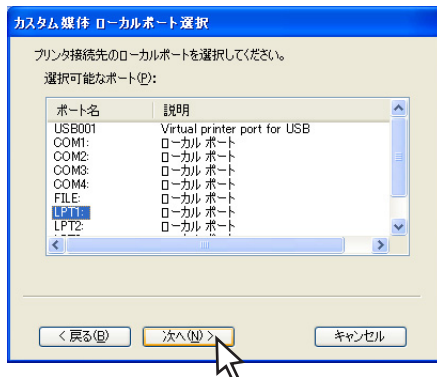 カスタム媒体 ローカルポート選択
プリンタ接続先のローカルポートを選択してください。
選択可能なポート(P):
ポート名 説明
USB001 Virtual printer port for USB
COM1: ローカル ポート
COM2: ローカル ポート
COM3: ローカル ポート
COM4: ローカル ポート
FILE: ローカル ポート
LPT1: ローカル ポート
LPT2: ローカル ポート
< 戻る(B) 次へ(N) > キャンセル